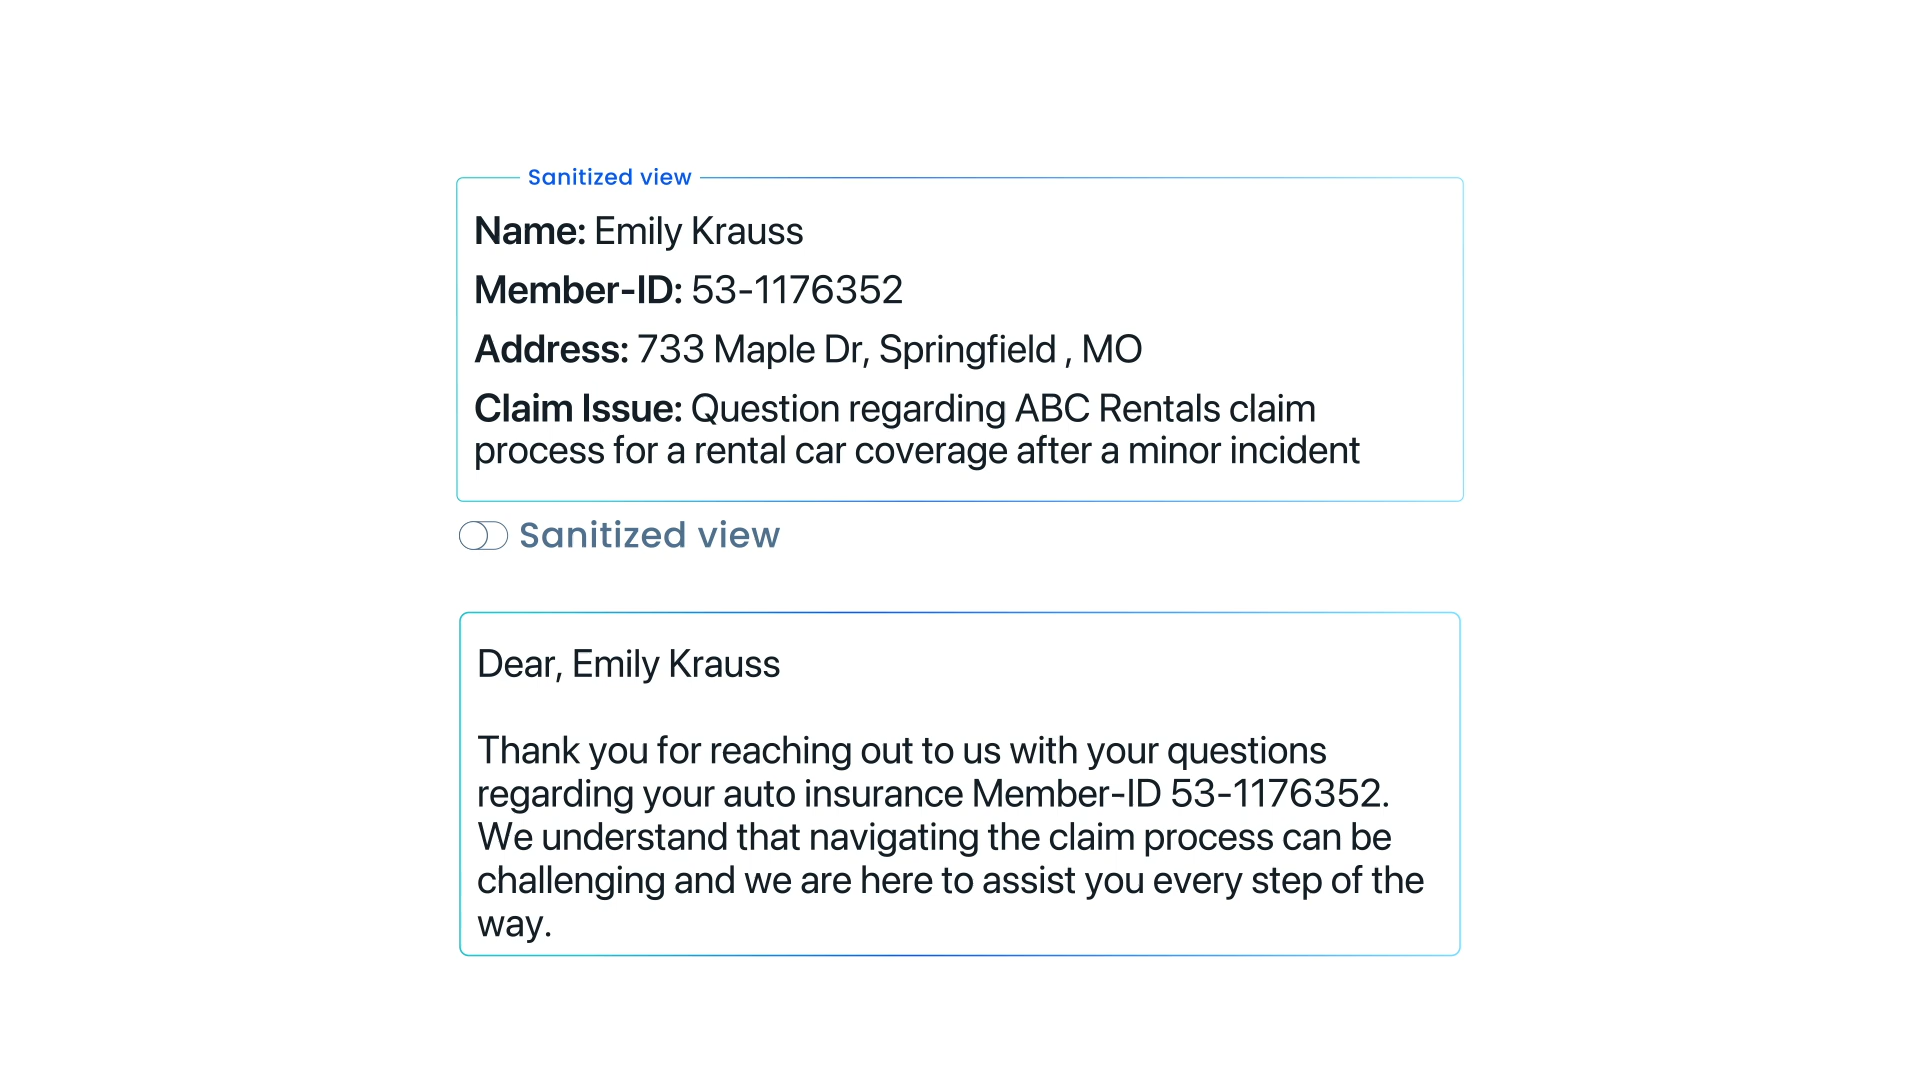 Sanitized view
Name: Emily Krauss
Member-ID: 53-1176352
Address: 733 Maple Dr, Springfield , MO
Claim Issue: Question regarding ABC Rentals claim
process for a rental car coverage after a minor incident
Sanitized view
Dear, Emily Krauss
Thank you for reaching out to us with your questions
regarding your auto insurance Member-ID 53-1176352.
We understand that navigating the claim process can be
challenging and we are here to assist you every step of the
way.